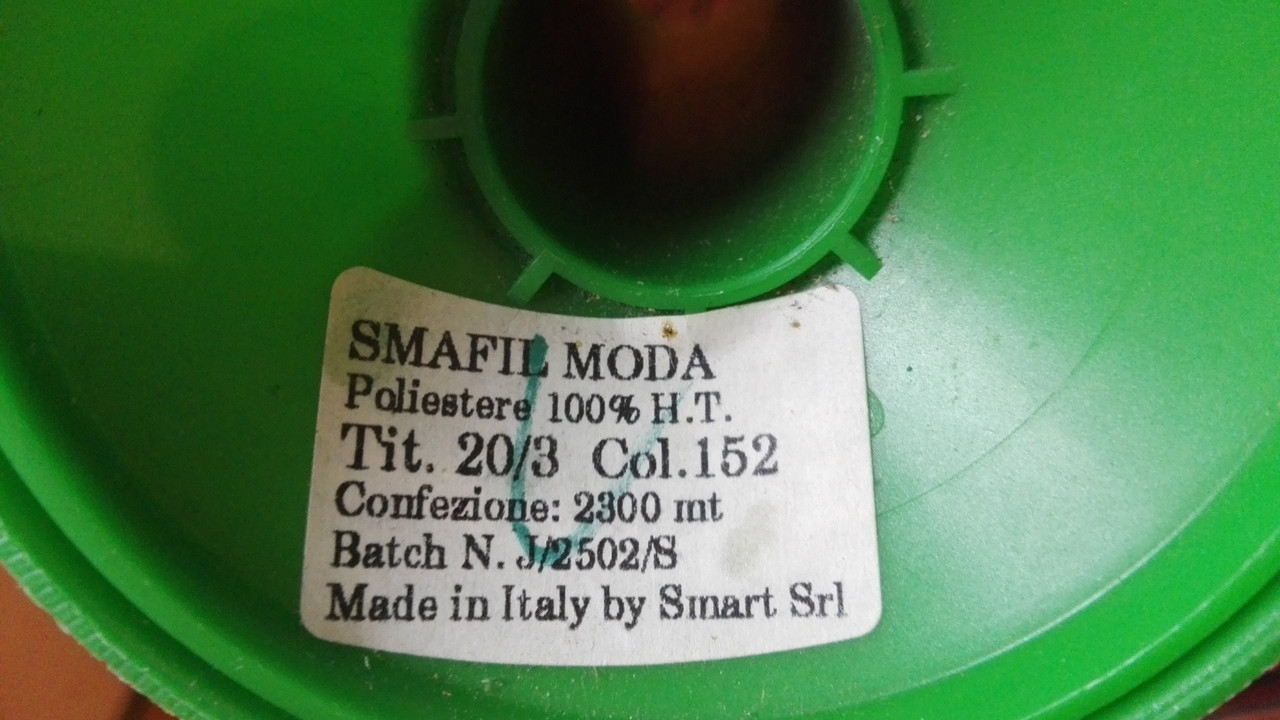 SMAFIL MODA
Poliestere 100% H.T.
Tit. 20/3 Col.152
Confezione: 2300 mt
Batch N. J/2502/S
Made in Italy by Smart Srl